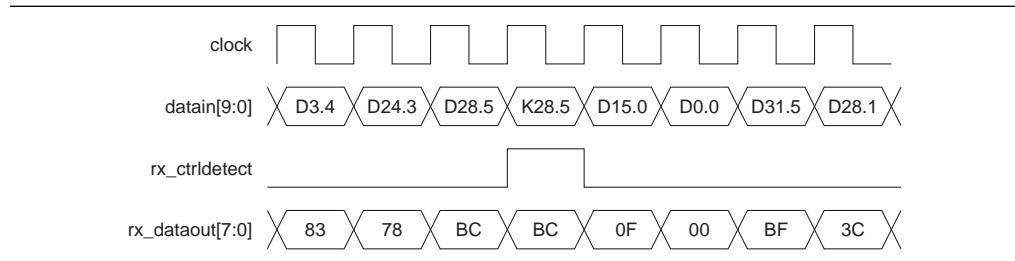 clock
datain[9:0] D3.4 D24.3 D28.5 K28.5 D15.0 D0.0 D31.5 D28.1
rx_ctrldetect
rx_dataout[7:0] 83 78 BC BC 0F 00 BF 3C